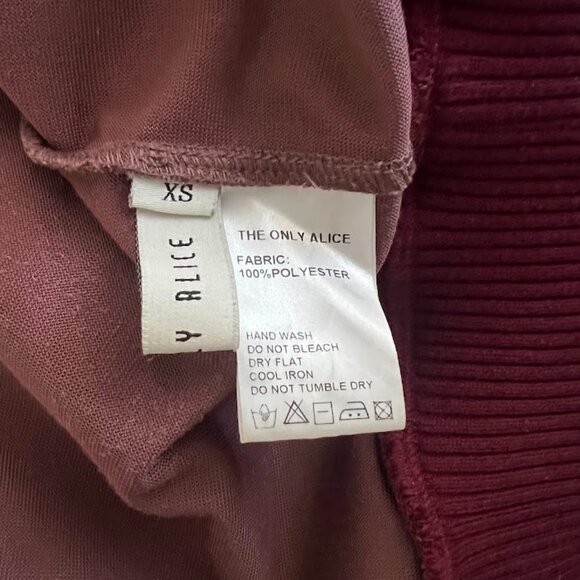 XS
LY ALICE
THE ONLY ALICE
FABRIC:
100%POLYESTER
HAND WASH
DO NOT BLEACH
DRY FLAT
COOL IRON
DO NOT TUMBLE DRY